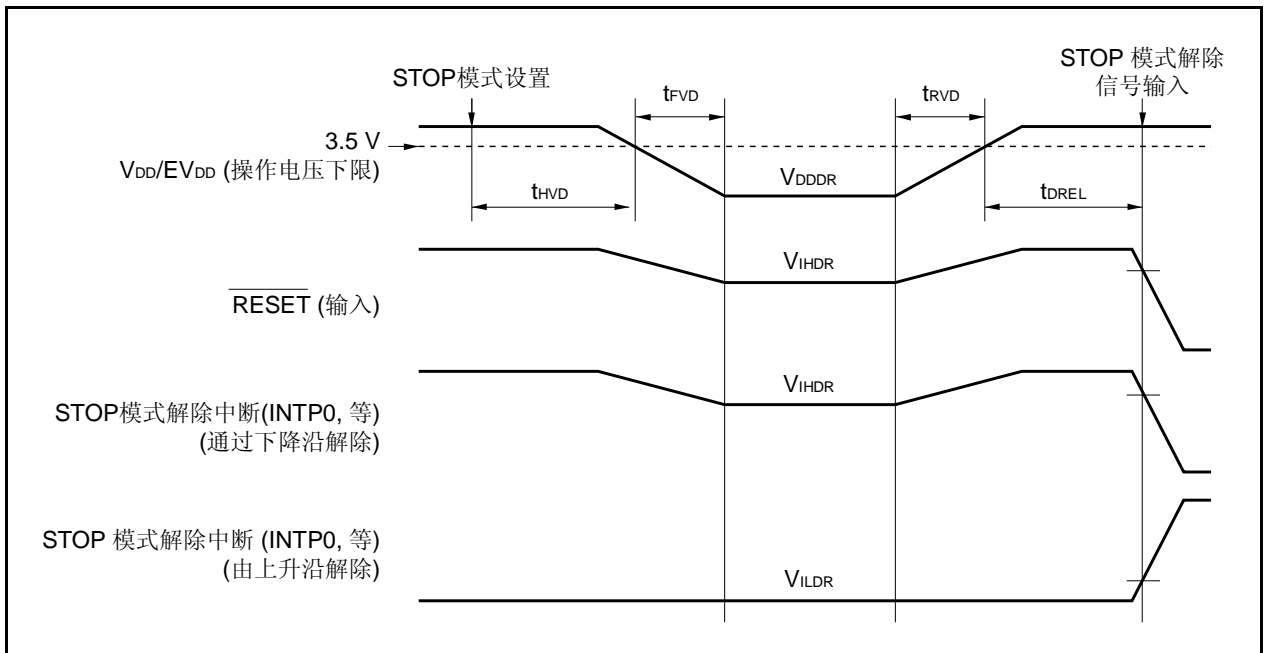 STOP模式设置
STOP 模式解除
信号输入
tFVD
tRVD
3.5 V
VDD/EVDD (操作电压下限)
VDDDR
tHVD
tDREL
VIHDR
RESET (输入)
VIHDR
STOP模式解除中断(INTP0, 等)
(通过下降沿解除)
STOP 模式解除中断 (INTP0, 等)
(由上升沿解除)
VILDR